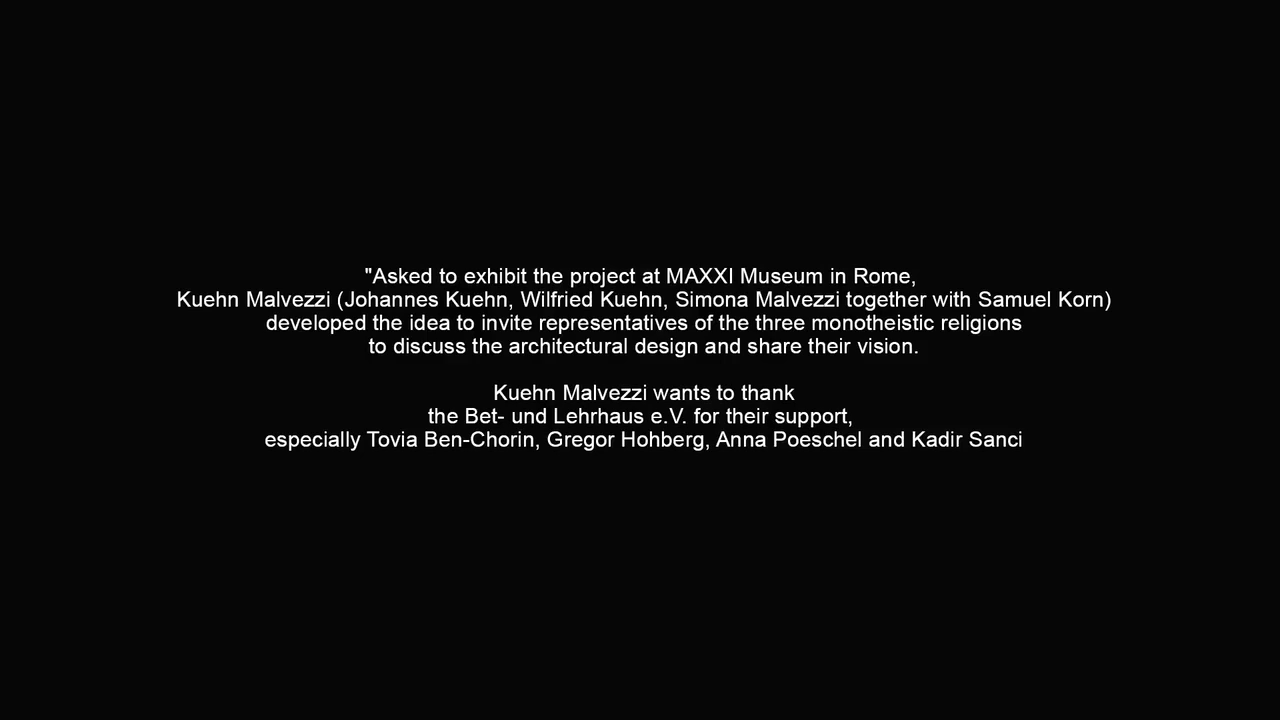 "Asked to exhibit the project at MAXXI Museum in Rome,
Kuehn Malvezzi (Johannes Kuehn, Wilfried Kuehn, Simona Malvezzi together with Samuel Korn)
developed the idea to invite representatives of the three monotheistic religions
to discuss the architectural design and share their vision.
Kuehn Malvezzi wants to thank
the Bet- und Lehrhaus e.V. for their support,
especially Tovia Ben-Chorin, Gregor Hohberg, Anna Poeschel and Kadir Sanci